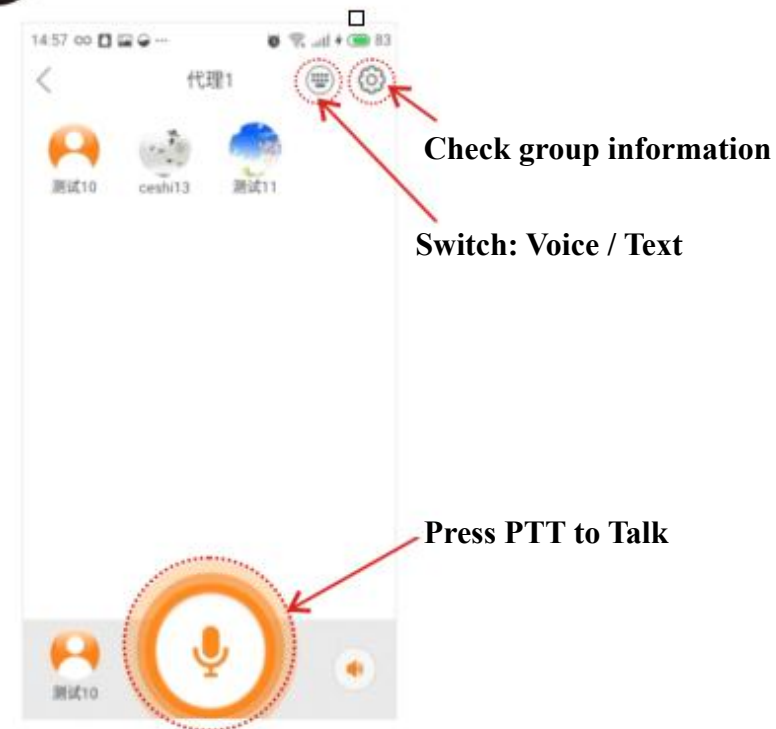 14:57 83
代理1
测试10 ceshi13 测试11
Check group information
Switch: Voice / Text
Press PTT to Talk
测试10